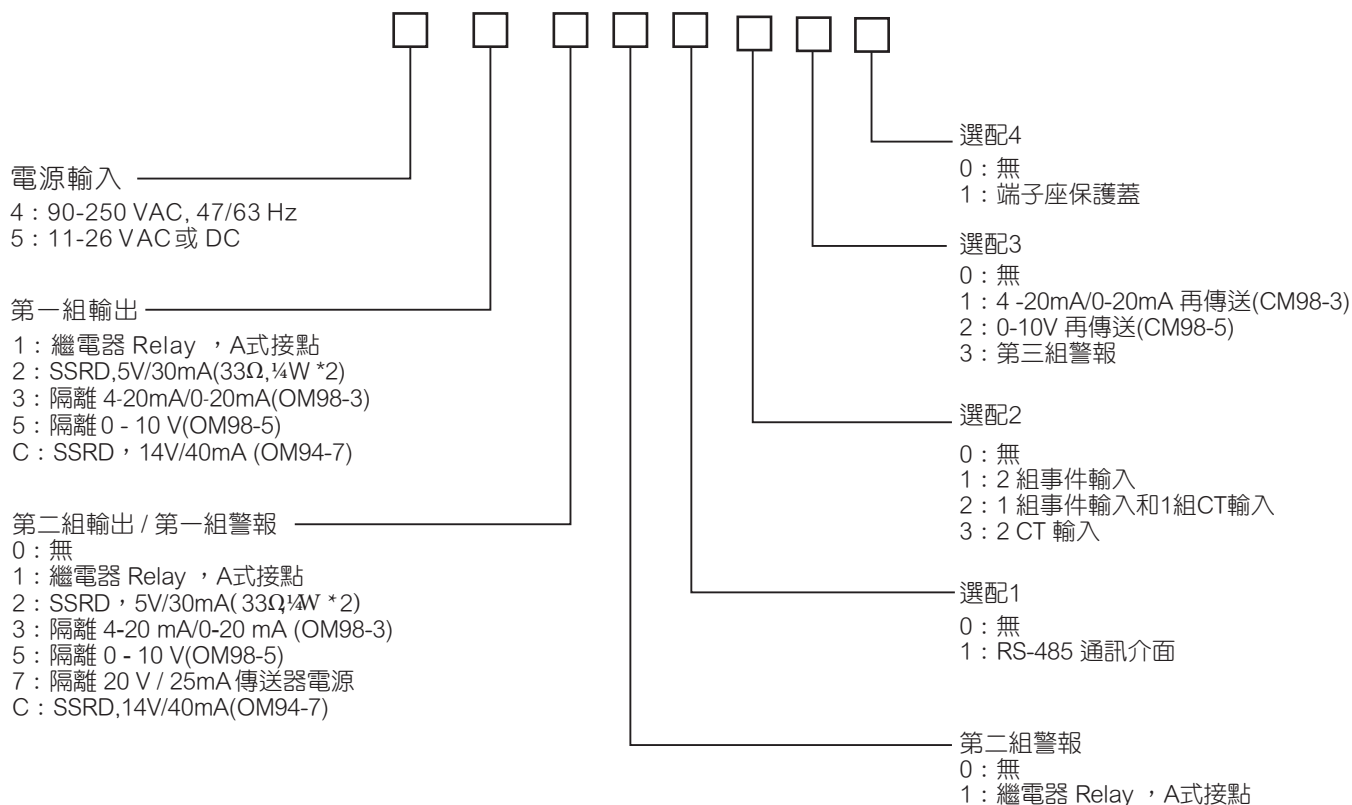 電源輸入
4：90-250 VAC, 47/63 Hz
5：11-26 VAC或 DC
第一組輸出
1：繼電器 Relay ，A式接點
2：SSRD,5V/30mA(33Ω,¼W *2)
3：隔離 4-20mA/0-20mA(OM98-3)
5：隔離 0 - 10 V(OM98-5)
C：SSRD，14V/40mA (OM94-7)
第二組輸出 / 第一組警報
0：無
1：繼電器 Relay ，A式接點
2：SSRD，5V/30mA( 33Ω,¼W *2)
3：隔離 4-20 mA/0-20 mA (OM98-3)
5：隔離 0 - 10 V(OM98-5)
7：隔離 20 V / 25mA 傳送器電源
C：SSRD,14V/40mA(OM94-7)
選配4
0：無
1：端子座保護蓋
選配3
0：無
1：4 -20mA/0-20mA 再傳送(CM98-3)
2：0-10V 再傳送(CM98-5)
3：第三組警報
選配2
0：無
1：2 組事件輸入
2：1 組事件輸入和1組CT輸入
3：2 CT 輸入
選配1
0：無
1：RS-485 通訊介面
第二組警報
0：無
1：繼電器 Relay ，A式接點